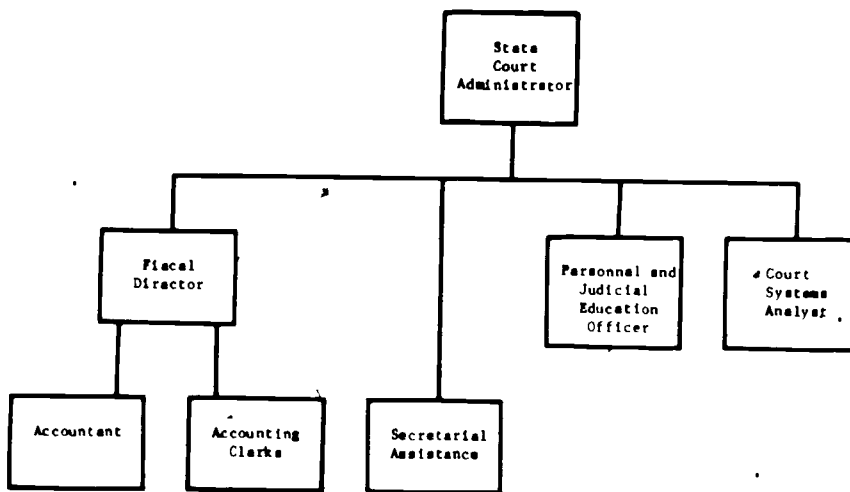 State
Court
Administrator
Fiscal
Director
Personnel and
Judicial
Education
Officer
Court
Systems
Analyst
Accountant
Accounting
Clerks
Secretarial
Assistance